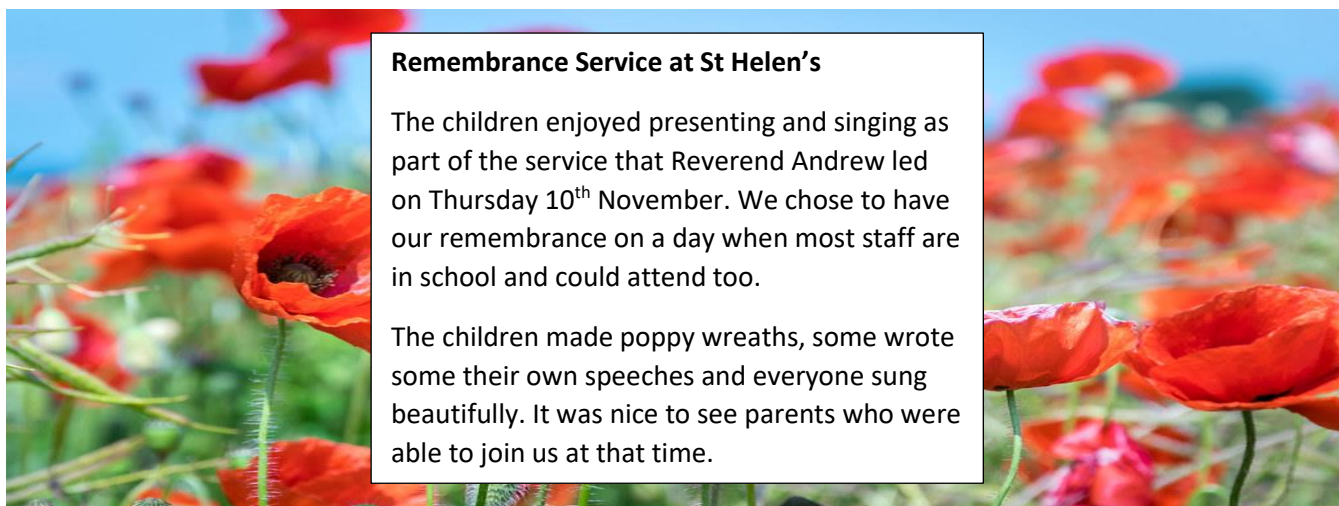 Remembrance Service at St Helen’s
The children enjoyed presenting and singing as
part of the service that Reverend Andrew led
on Thursday 10th November. We chose to have
our remembrance on a day when most staff are
in school and could attend too.
The children made poppy wreaths, some wrote
some their own speeches and everyone sung
beautifully. It was nice to see parents who were
able to join us at that time.